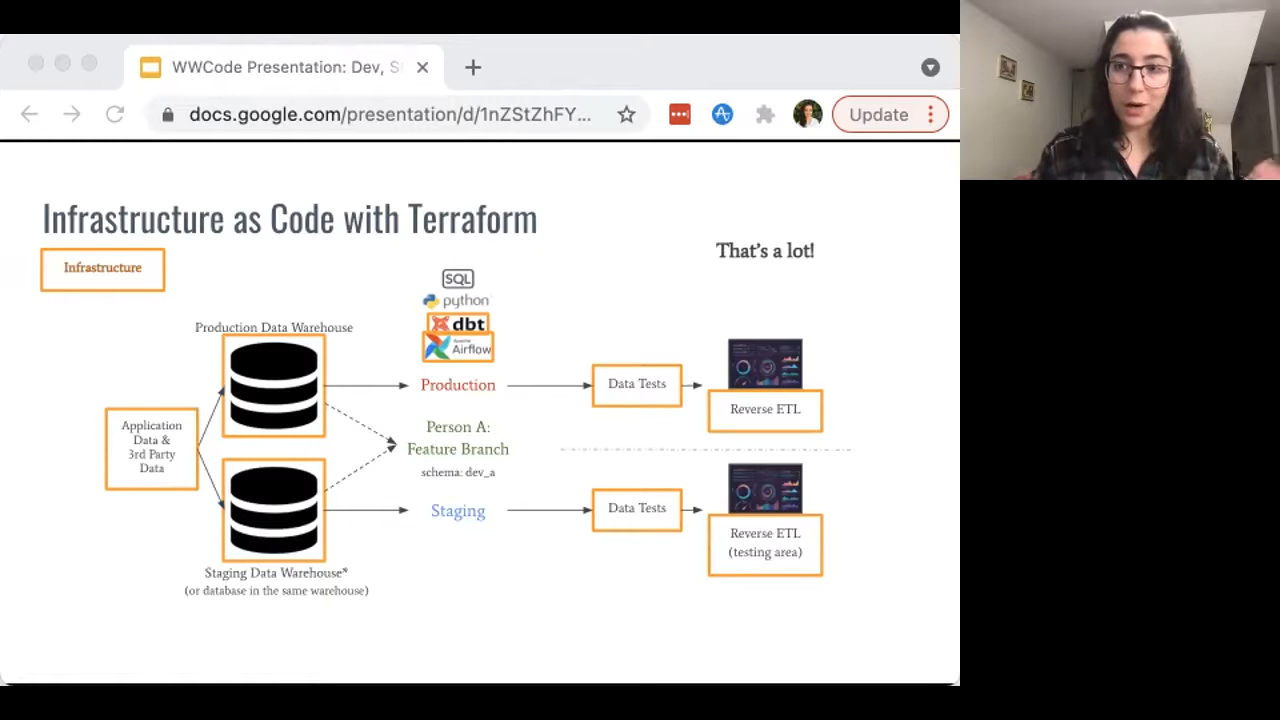 WWCode Presentation: Dev, S
docs.google.com/presentation/d/1nZStZhFY...
Update
Infrastructure as Code with Terraform
That's a lot!
Infrastructure
SQL
python
dbt
Apache
Airflow
Production Data Warehouse
Application
Data &
3rd Party
Data
Production
Data Tests
Reverse ETL
Person A:
Feature Branch
schema: dev_a
Staging
Data Tests
Reverse ETL
(testing area)
Staging Data Warehouse*
(or database in the same warehouse)